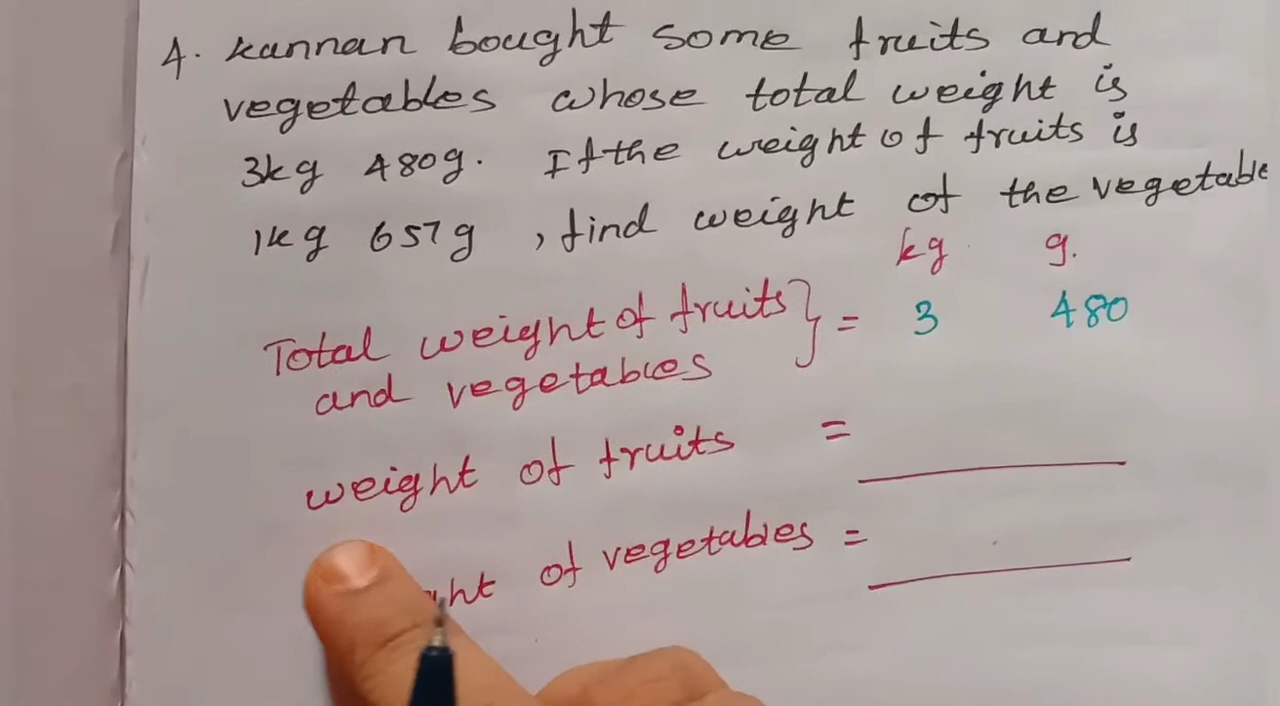 4. kannan bought some fruits and
vegetables whose total weight is
3kg 480g. If the weight of fruits is
1kg 657g , find weight of the vegetable
kg g.
Total weight of fruits } = 3 480
and vegetables
weight of fruits =
ght of vegetables =